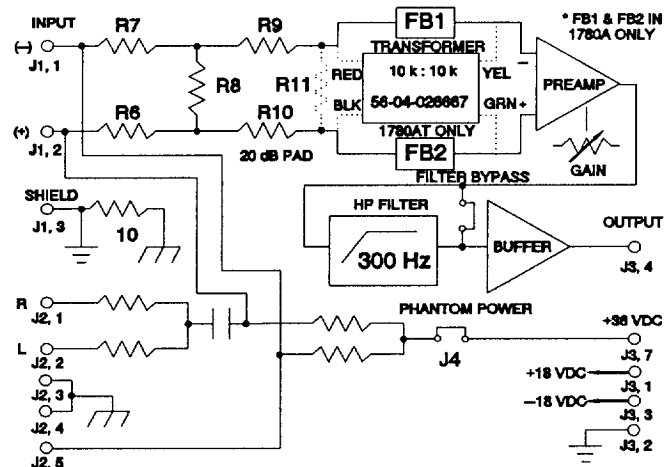 INPUT
(–)
J1, 1
R7
R9
FB1
* FB1 & FB2 IN
1780A ONLY
TRANSFORMER
10 k : 10 k
RED
YEL
–
R8
R11
BLK
56-04-026667
GRN +
PREAMP
(+)
J1, 2
R6
R10
1780AT ONLY
20 dB PAD
FB2
GAIN
FILTER BYPASS
SHIELD
J1, 3
10
HP FILTER
300 Hz
BUFFER
OUTPUT
J3, 4
R
J2, 1
L
J2, 2
PHANTOM POWER
J4
+36 VDC
J3, 7
J2, 3
J2, 4
+18 VDC
J3, 1
–18 VDC
J3, 3
J3, 2
J2, 5